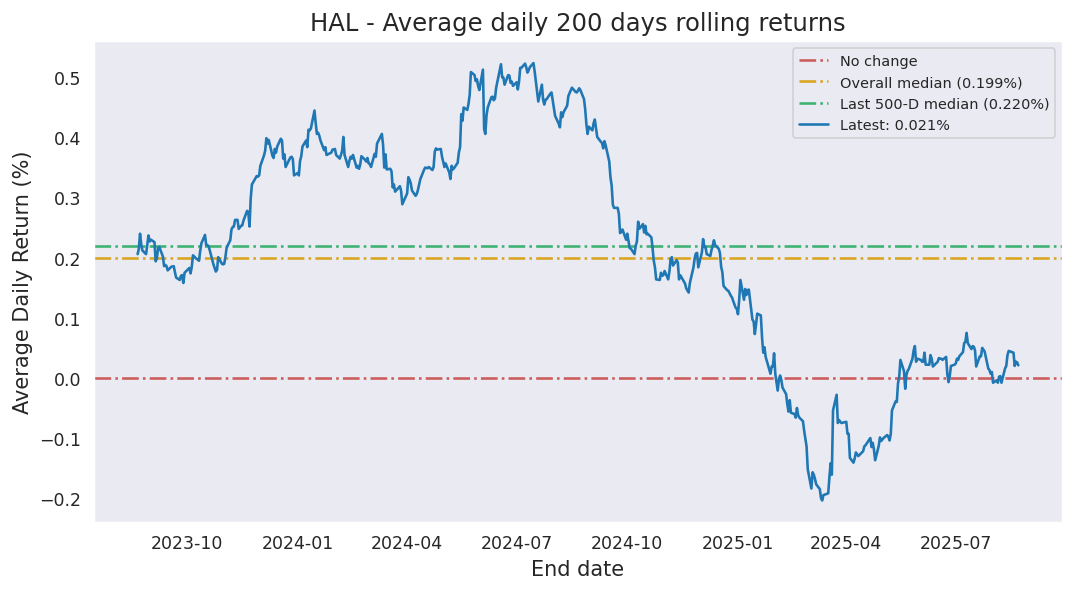 HAL - Average daily 200 days rolling returns
No change
Overall median (0.199%)
Last 500-D median (0.220%)
Latest: 0.021%
Average Daily Return (%)
0.5
0.4
0.3
0.2
0.1
0.0
−0.1
−0.2
2023-10
2024-01
2024-04
2024-07
2024-10
2025-01
2025-04
2025-07
End date